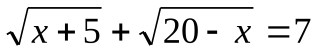 √(x + 5) + √(20 - x) = 7